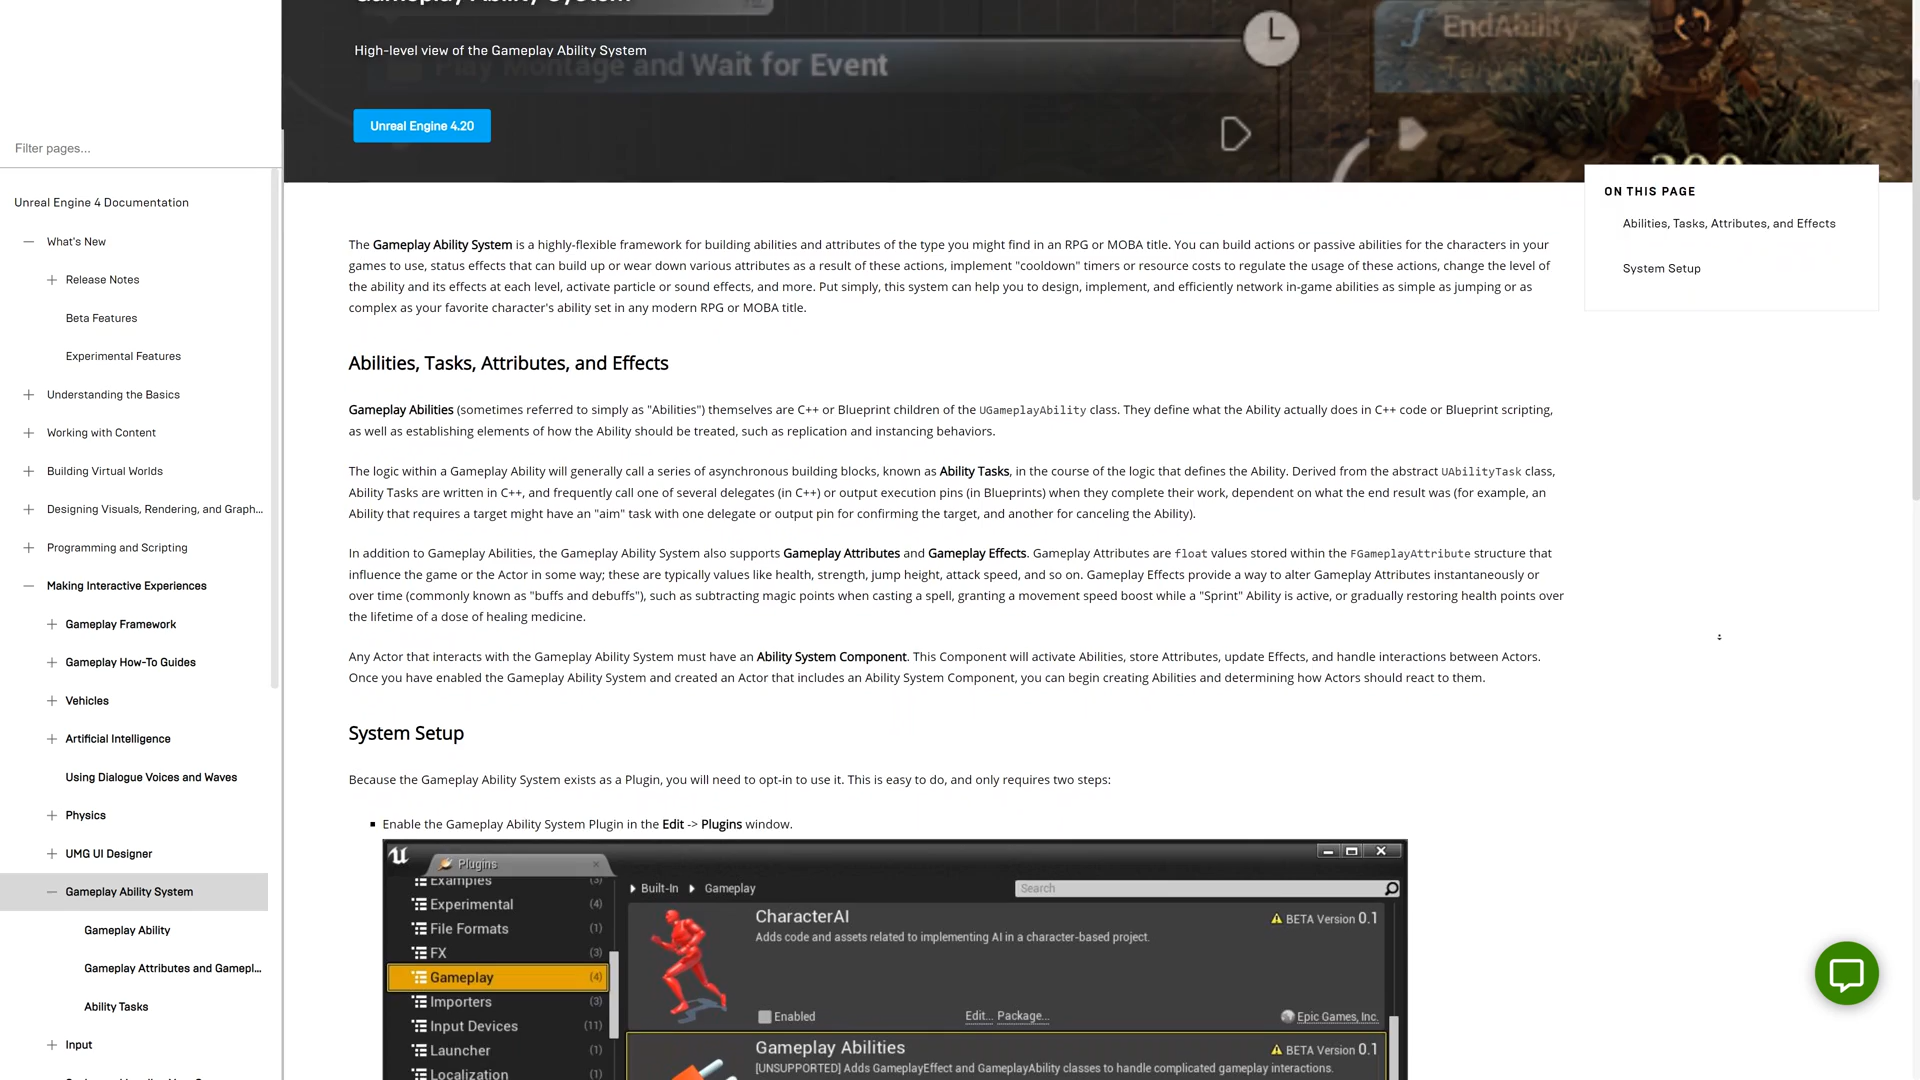 Gameplay Ability System
High-level view of the Gameplay Ability System
Play Montage and Wait for Event
EndAbility
Unreal Engine 4.20
Filter pages...
Unreal Engine 4 Documentation
What's New
Release Notes
Beta Features
Experimental Features
Understanding the Basics
Working with Content
Building Virtual Worlds
Designing Visuals, Rendering, and Graph...
Programming and Scripting
Making Interactive Experiences
Gameplay Framework
Gameplay How-To Guides
Vehicles
Artificial Intelligence
Using Dialogue Voices and Waves
Physics
UMG UI Designer
Gameplay Ability System
Gameplay Ability
Gameplay Attributes and Gamepl...
Ability Tasks
Input
The Gameplay Ability System is a highly-flexible framework for building abilities and attributes of the type you might find in an RPG or MOBA title. You can build actions or passive abilities for the characters in your
games to use, status effects that can build up or wear down various attributes as a result of these actions, implement "cooldown" timers or resource costs to regulate the usage of these actions, change the level of
the ability and its effects at each level, activate particle or sound effects, and more. Put simply, this system can help you to design, implement, and efficiently network in-game abilities as simple as jumping or as
complex as your favorite character's ability set in any modern RPG or MOBA title.
Abilities, Tasks, Attributes, and Effects
Gameplay Abilities (sometimes referred to simply as "Abilities") themselves are C++ or Blueprint children of the UGameplayAbility class. They define what the Ability actually does in C++ code or Blueprint scripting,
as well as establishing elements of how the Ability should be treated, such as replication and instancing behaviors.
The logic within a Gameplay Ability will generally call a series of asynchronous building blocks, known as Ability Tasks, in the course of the logic that defines the Ability. Derived from the abstract UAbilityTask class,
Ability Tasks are written in C++, and frequently call one of several delegates (in C++) or output execution pins (in Blueprints) when they complete their work, dependent on what the end result was (for example, an
Ability that requires a target might have an "aim" task with one delegate or output pin for confirming the target, and another for canceling the Ability).
In addition to Gameplay Abilities, the Gameplay Ability System also supports Gameplay Attributes and Gameplay Effects. Gameplay Attributes are float values stored within the FGameplayAttribute structure that
influence the game or the Actor in some way; these are typically values like health, strength, jump height, attack speed, and so on. Gameplay Effects provide a way to alter Gameplay Attributes instantaneously or
over time (commonly known as "buffs and debuffs"), such as subtracting magic points when casting a spell, granting a movement speed boost while a "Sprint" Ability is active, or gradually restoring health points over
the lifetime of a dose of healing medicine.
Any Actor that interacts with the Gameplay Ability System must have an Ability System Component. This Component will activate Abilities, store Attributes, update Effects, and handle interactions between Actors.
Once you have enabled the Gameplay Ability System and created an Actor that includes an Ability System Component, you can begin creating Abilities and determining how Actors should react to them.
System Setup
Because the Gameplay Ability System exists as a Plugin, you will need to opt-in to use it. This is easy to do, and only requires two steps:
Enable the Gameplay Ability System Plugin in the Edit -> Plugins window.
Plugins
Examples (3)
Experimental (4)
File Formats (1)
FX (3)
Gameplay (4)
Importers (3)
Input Devices (11)
Launcher (1)
Localization (1)
Built-In Gameplay
Search
CharacterAI
BETA Version 0.1
Adds code and assets related to implementing AI in a character-based project.
Enabled
Edit... Package...
Epic Games, Inc.
Gameplay Abilities
BETA Version 0.1
[UNSUPPORTED] Adds GameplayEffect and GameplayAbility classes to handle complicated gameplay interactions.
ON THIS PAGE
Abilities, Tasks, Attributes, and Effects
System Setup